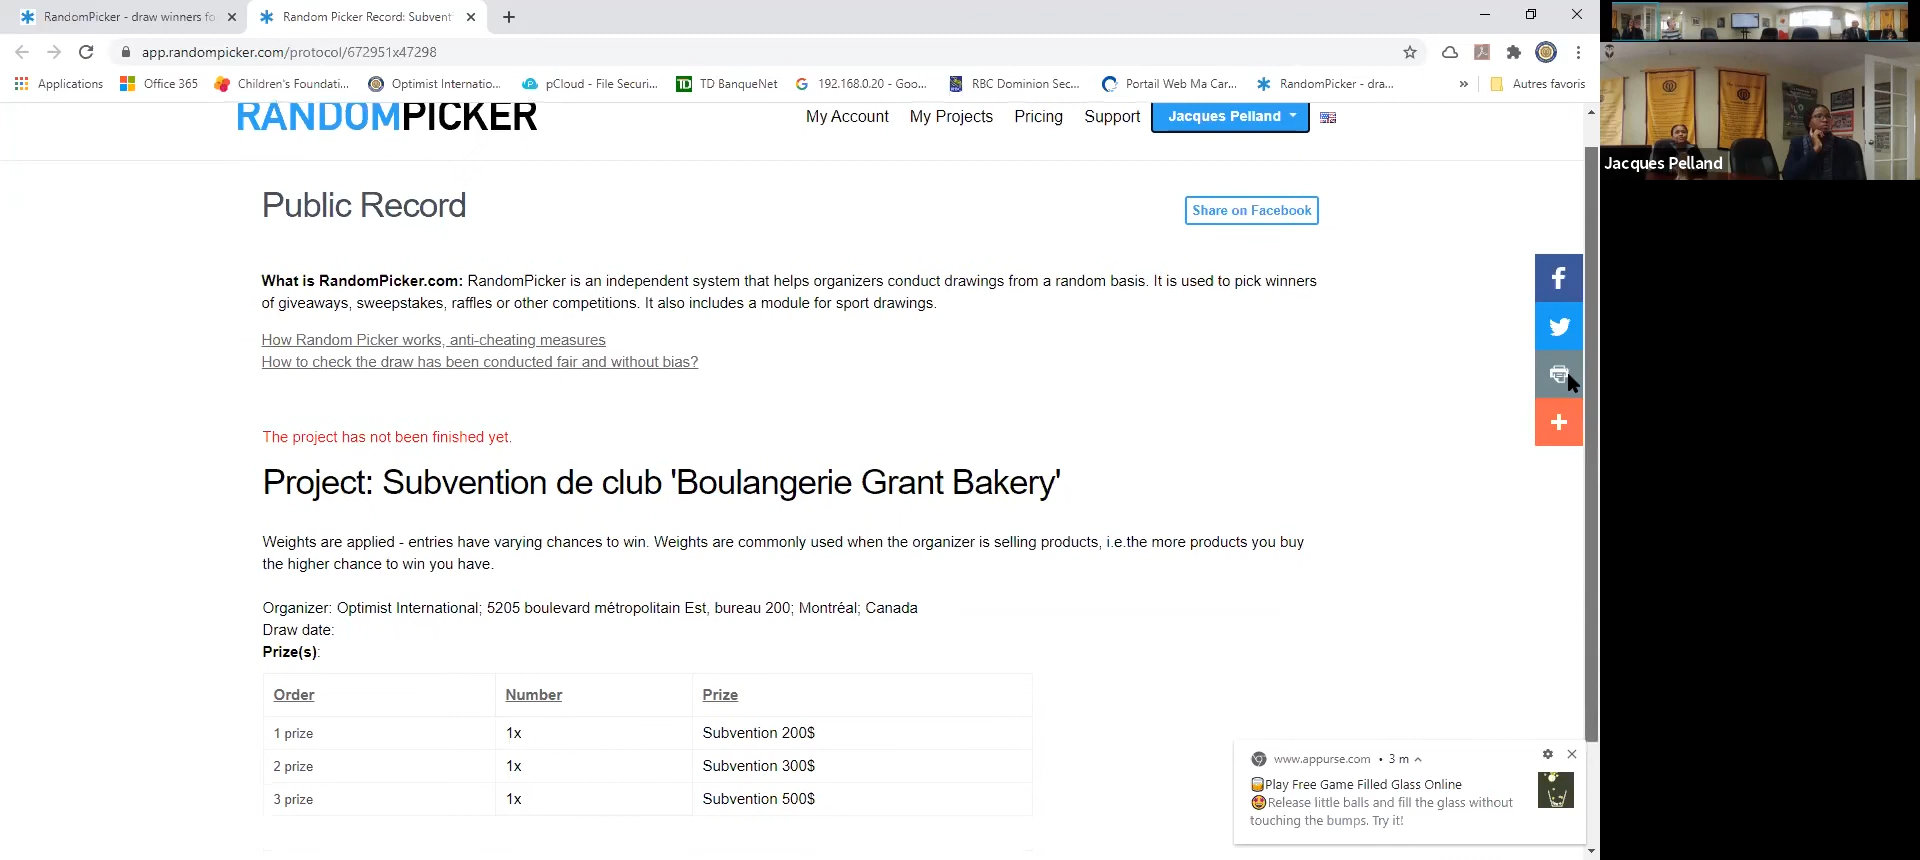 RandomPicker - draw winners fo
Random Picker Record: Subvent
app.randompicker.com/protocol/672951x47298
Applications
Office 365
Children's Foundati...
Optimist Internatio...
pCloud - File Securi...
TD BanqueNet
192.168.0.20 - Goo...
RBC Dominion Sec...
Portail Web Ma Car...
RandomPicker - dra...
»
Autres favoris
RANDOMPICKER
My Account
My Projects
Pricing
Support
Jacques Pelland
Jacques Pelland
Public Record
Share on Facebook
What is RandomPicker.com: RandomPicker is an independent system that helps organizers conduct drawings from a random basis. It is used to pick winners
of giveaways, sweepstakes, raffles or other competitions. It also includes a module for sport drawings.
How Random Picker works, anti-cheating measures
How to check the draw has been conducted fair and without bias?
The project has not been finished yet.
Project: Subvention de club 'Boulangerie Grant Bakery'
Weights are applied - entries have varying chances to win. Weights are commonly used when the organizer is selling products, i.e.the more products you buy
the higher chance to win you have.
Organizer: Optimist International; 5205 boulevard métropolitain Est, bureau 200; Montréal; Canada
Draw date:
Prize(s):
Order Number Prize
1 prize 1x Subvention 200$
2 prize 1x Subvention 300$
3 prize 1x Subvention 500$
www.appurse.com • 3 m
Play Free Game Filled Glass Online
Release little balls and fill the glass without
touching the bumps. Try it!